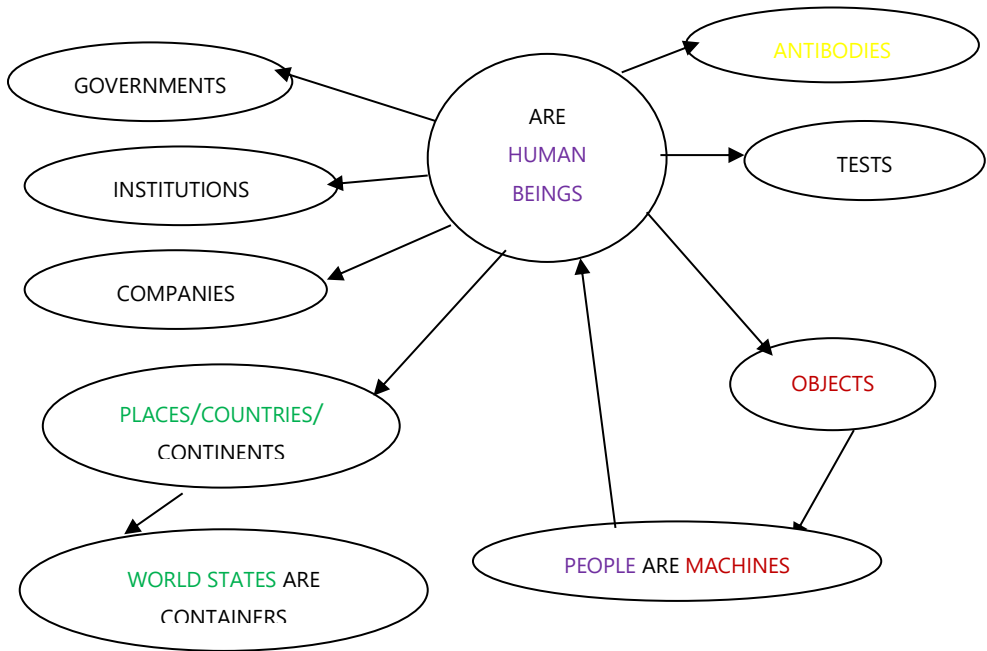 ANTIBODIES
GOVERNMENTS
ARE
HUMAN
BEINGS
TESTS
INSTITUTIONS
COMPANIES
OBJECTS
PLACES/COUNTRIES/
CONTINENTS
PEOPLE ARE MACHINES
WORLD STATES ARE
CONTAINERS